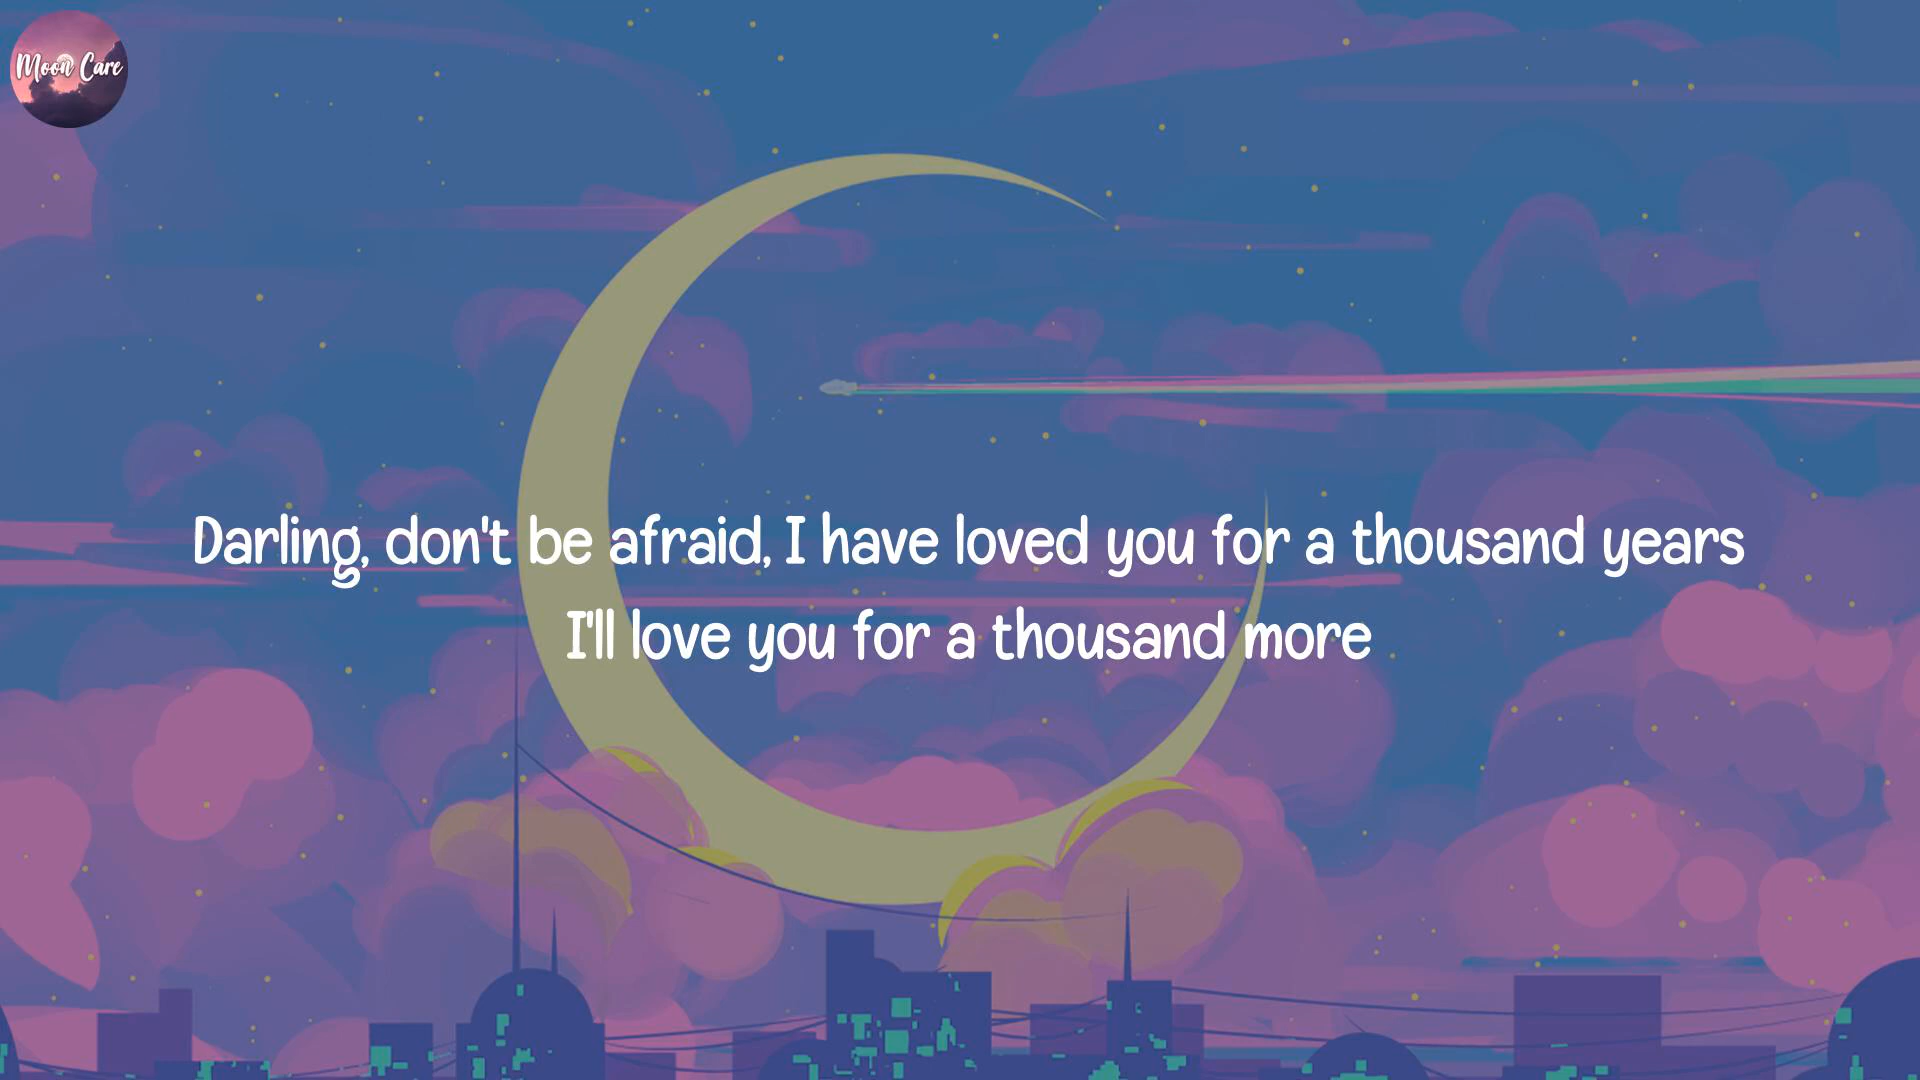 Moon Care
Darling, don't be afraid, I have loved you for a thousand years
I'll love you for a thousand more